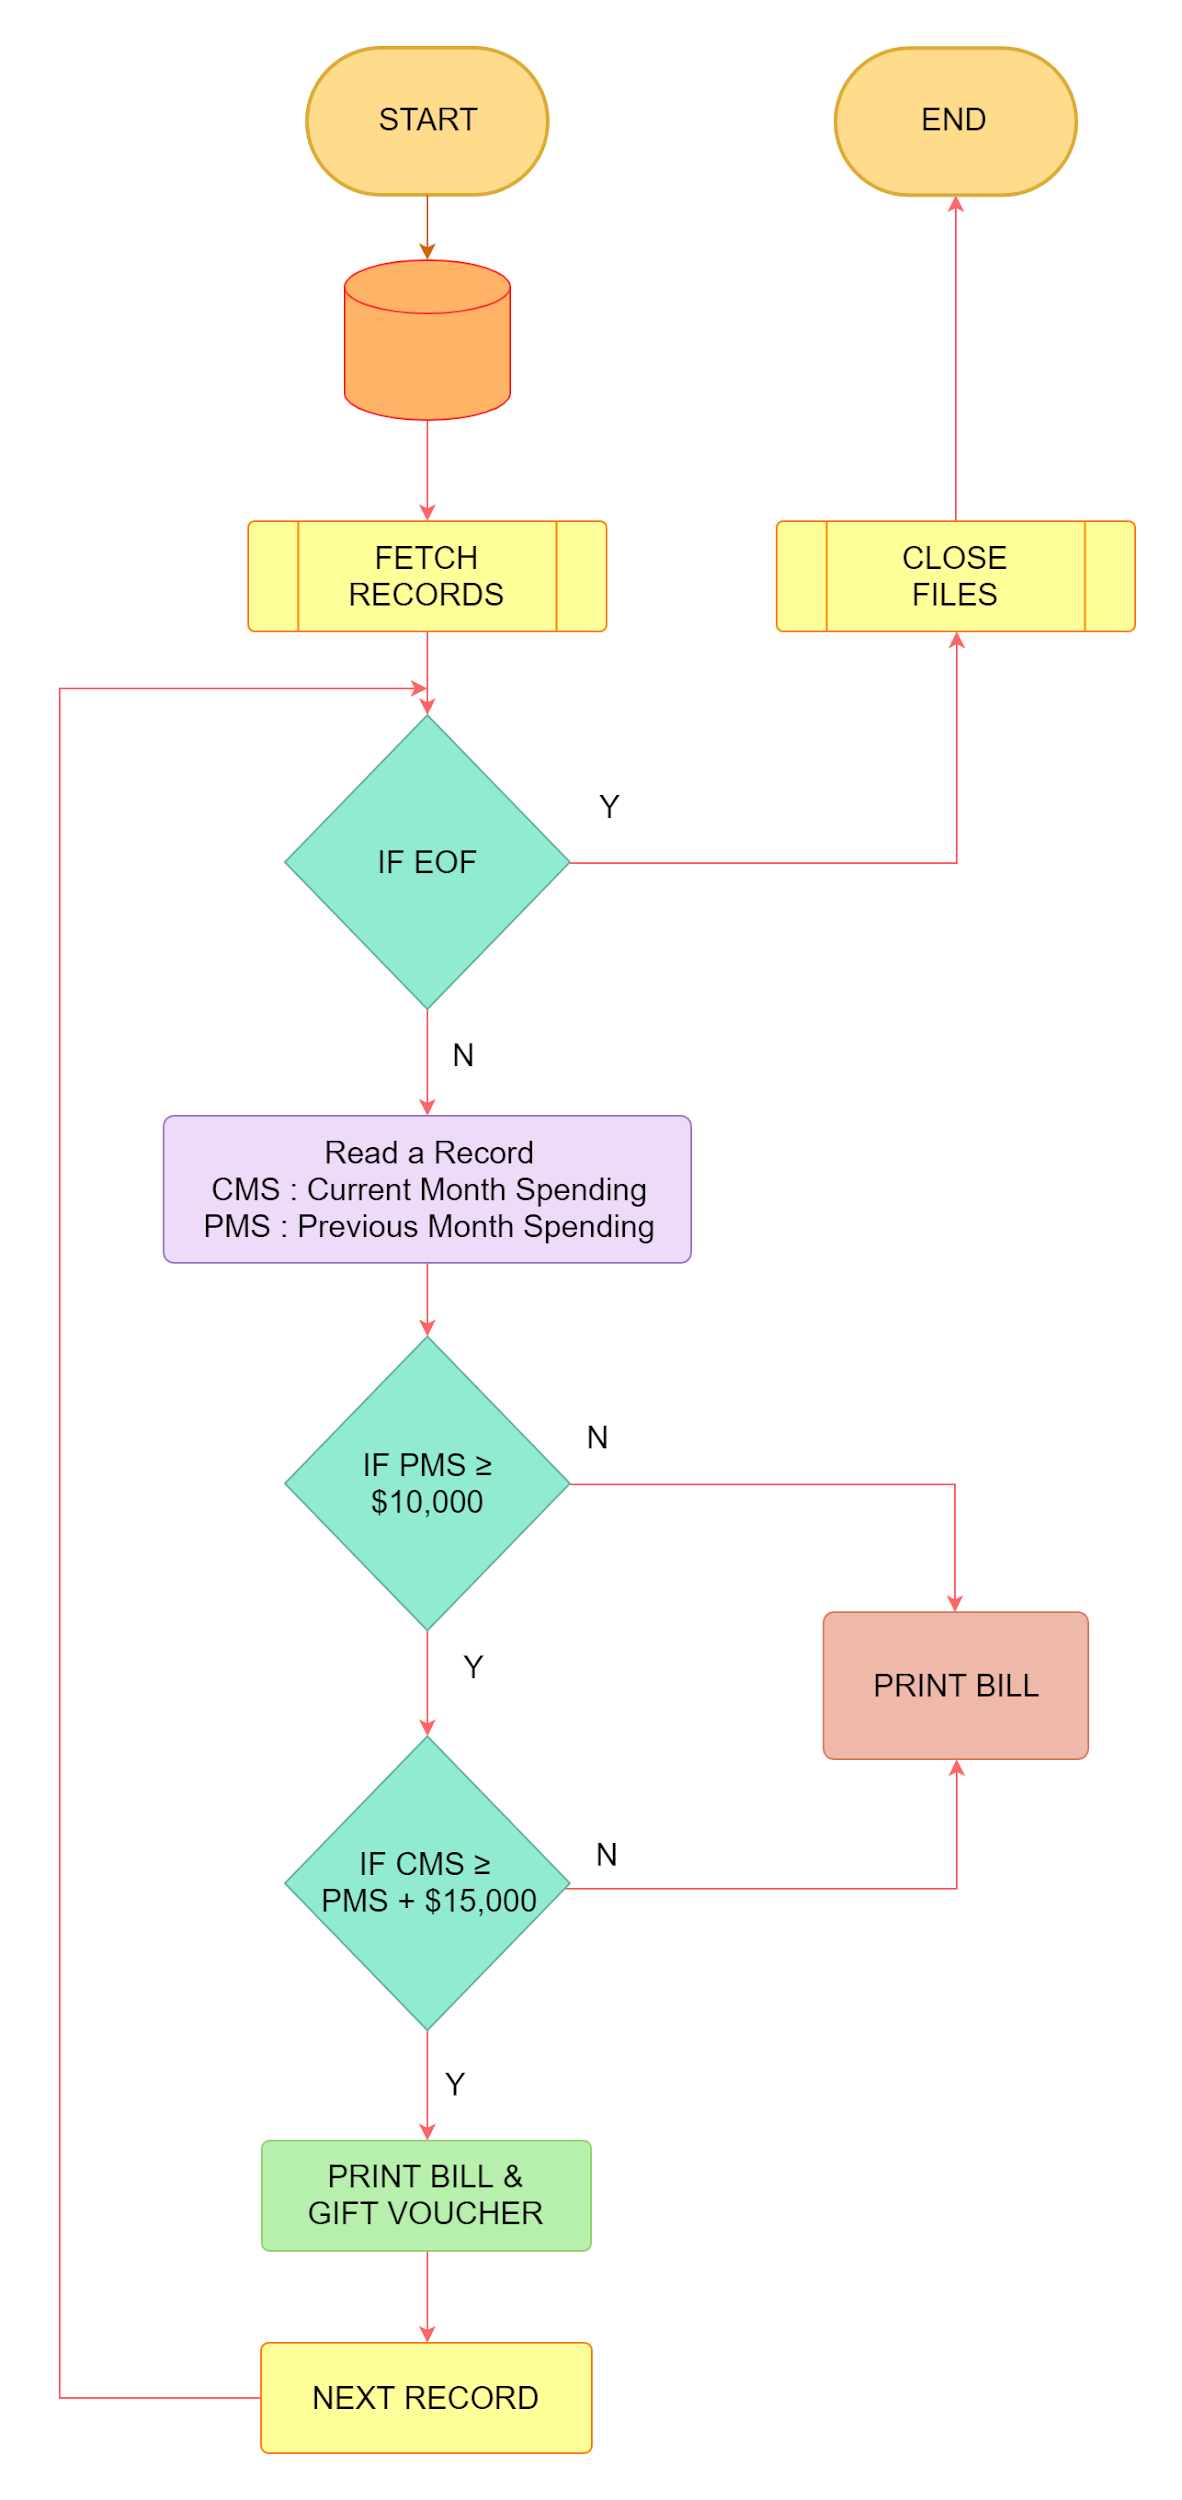 START
END
FETCH
RECORDS
CLOSE
FILES
Y
IF EOF
N
Read a Record
CMS : Current Month Spending
PMS : Previous Month Spending
N
IF PMS ≥
$10,000
Y
PRINT BILL
N
IF CMS ≥
PMS + $15,000
Y
PRINT BILL &
GIFT VOUCHER
NEXT RECORD